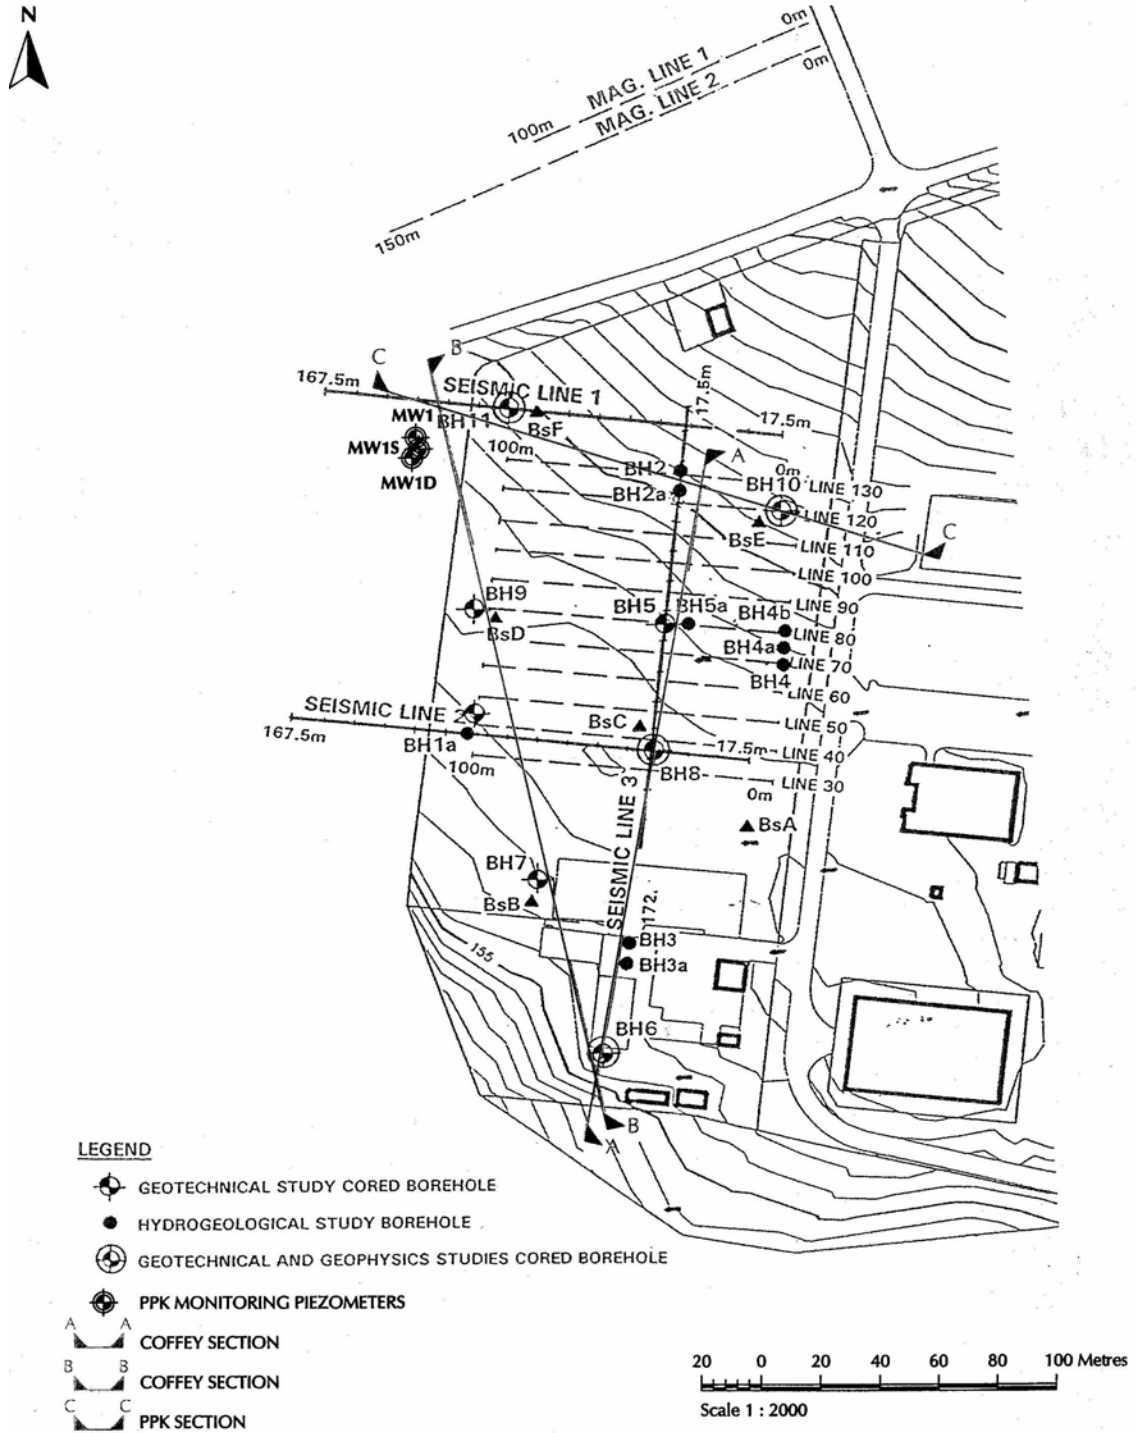 N
0m
MAG. LINE 1
0m
MAG. LINE 2
100m
150m
C
B
167.5m
SEISMIC LINE 1
17.5m
17.5m
MW1
BH11
BsF
A
MW1S
100m
BH2
0m
MW1D
BH10
LINE 130
BH2a
LINE 120
BsE
C
LINE 110
LINE 100
BH9
BH5
BH5a
BH4b
LINE 90
BsD
LINE 80
BH4a
LINE 70
BH4
LINE 60
SEISMIC LINE 2
BsC
LINE 50
167.5m
BH1a
17.5m
LINE 40
100m
BH8
LINE 30
0m
SEISMIC LINE 3
BsA
BH7
BsB
172.
155
BH3
BH3a
BH6
B
A
LEGEND
GEOTECHNICAL STUDY CORED BOREHOLE
HYDROGEOLOGICAL STUDY BOREHOLE
GEOTECHNICAL AND GEOPHYSICS STUDIES CORED BOREHOLE
PPK MONITORING PIEZOMETERS
A A
COFFEY SECTION
B B
COFFEY SECTION
C C
PPK SECTION
20 0 20 40 60 80 100 Metres
Scale 1 : 2000